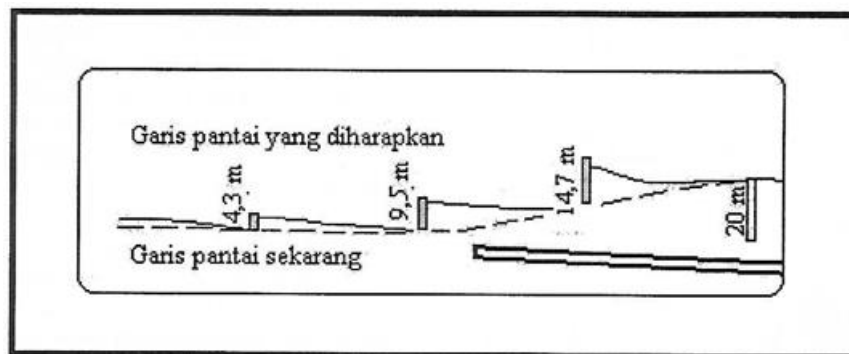 Garis pantai yang diharapkan
4,3 m
9,5 m
14,7 m
20 m
Garis pantai sekarang